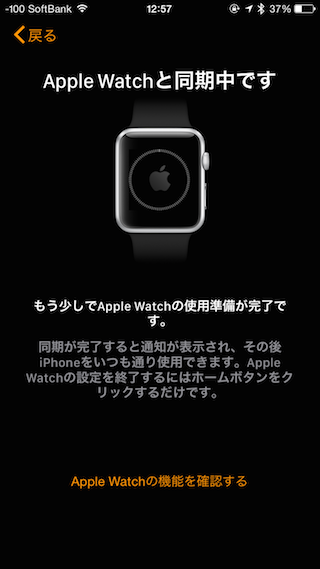 -100 SoftBank 12:57 37%
戻る
Apple Watchと同期中です
もう少しでApple Watchの使用準備が完了で
す。
同期が完了すると通知が表示され、その後
iPhoneをいつも通り使用できます。Apple
Watchの設定を終了するにはホームボタンをク
リックするだけです。
Apple Watchの機能を確認する